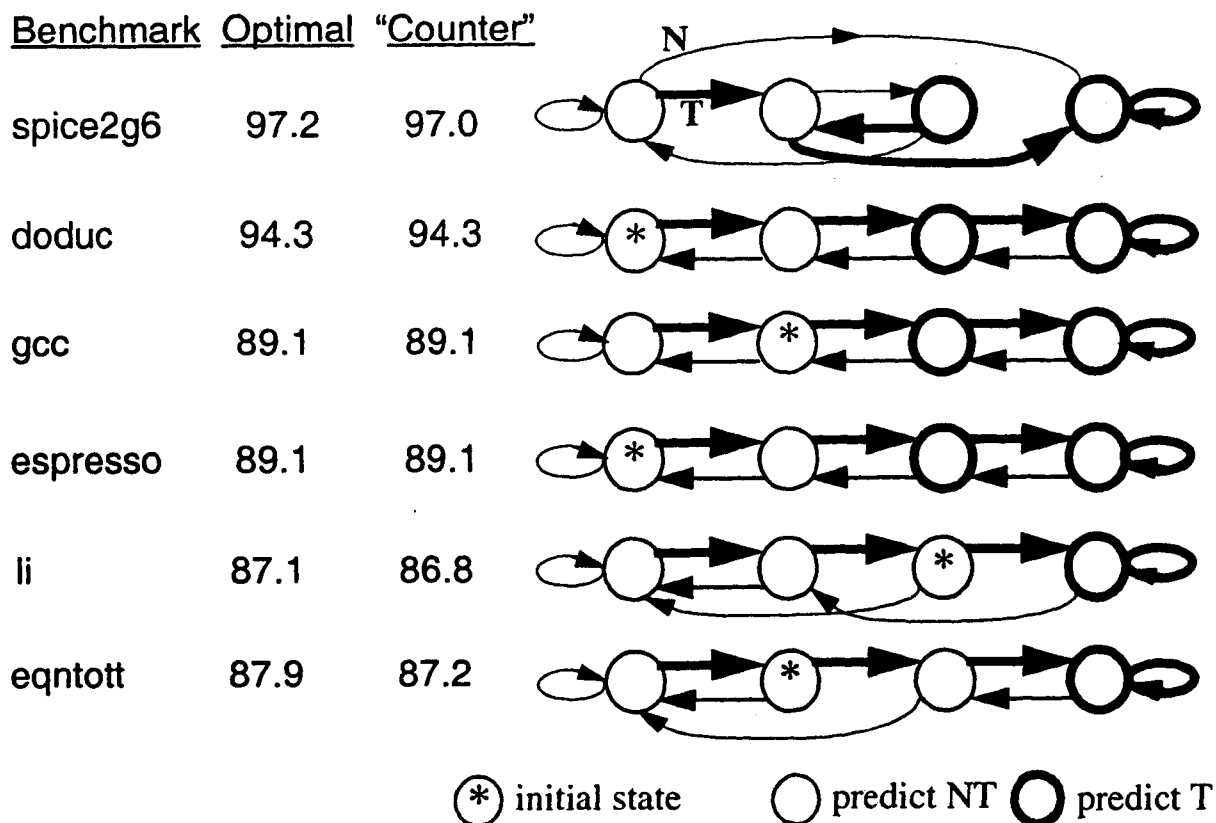 Benchmark Optimal "Counter"
N
T
spice2g6 97.2 97.0
doduc 94.3 94.3 *
gcc 89.1 89.1 *
espresso 89.1 89.1 *
li 87.1 86.8 *
eqntott 87.9 87.2 *
* initial state predict NT predict T